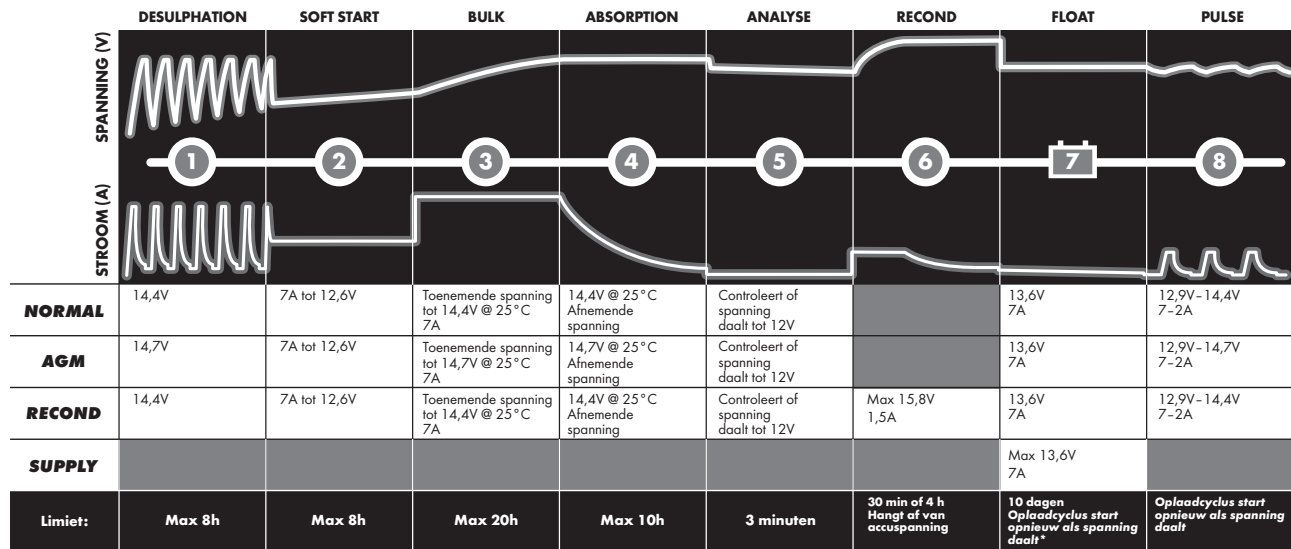 DESULPHATION SOFT START BULK ABSORPTION ANALYSE RECOND FLOAT PULSE
SPANNING (V)
1 2 3 4 5 6 7 8
STROOM (A)
NORMAL
14,4V
7A tot 12,6V
Toenemende spanning
tot 14,4V @ 25°C
7A
14,4V @ 25°C
Afnemende
spanning
Controleert of
spanning
daalt tot 12V
13,6V
7A
12,9V–14,4V
7–2A
AGM
14,7V
7A tot 12,6V
Toenemende spanning
tot 14,7V @ 25°C
7A
14,7V @ 25°C
Afnemende
spanning
Controleert of
spanning
daalt tot 12V
13,6V
7A
12,9V–14,7V
7–2A
RECOND
14,4V
7A tot 12,6V
Toenemende spanning
tot 14,4V @ 25°C
7A
14,4V @ 25°C
Afnemende
spanning
Controleert of
spanning
daalt tot 12V
Max 15,8V
1,5A
13,6V
7A
12,9V–14,4V
7–2A
SUPPLY
Max 13,6V
7A
Limiet:
Max 8h
Max 8h
Max 20h
Max 10h
3 minuten
30 min of 4 h
Hangt af van
accuspanning
10 dagen
Oplaadcyclus start
opnieuw als spanning
daalt*
Oplaadcyclus start
opnieuw als spanning
daalt